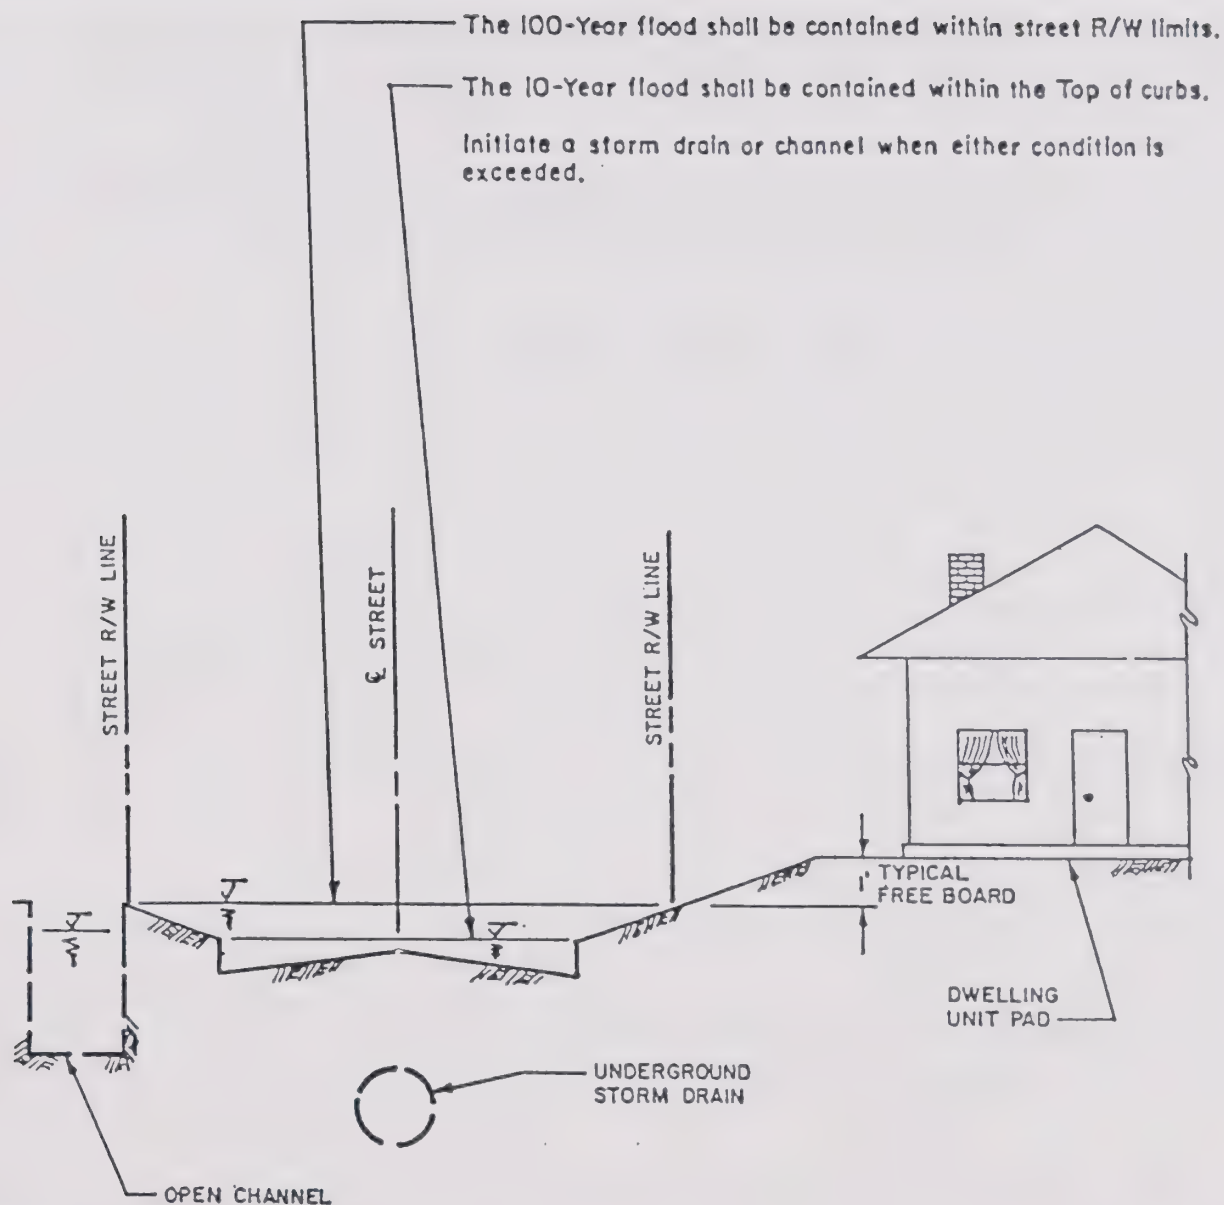 The 100-Year flood shall be contained within street R/W limits.
The 10-Year flood shall be contained within the Top of curbs.
Initiate a storm drain or channel when either condition is
exceeded.
STREET R/W LINE
℄ STREET
STREET R/W LINE
1'
TYPICAL
FREE BOARD
DWELLING
UNIT PAD
UNDERGROUND
STORM DRAIN
OPEN CHANNEL